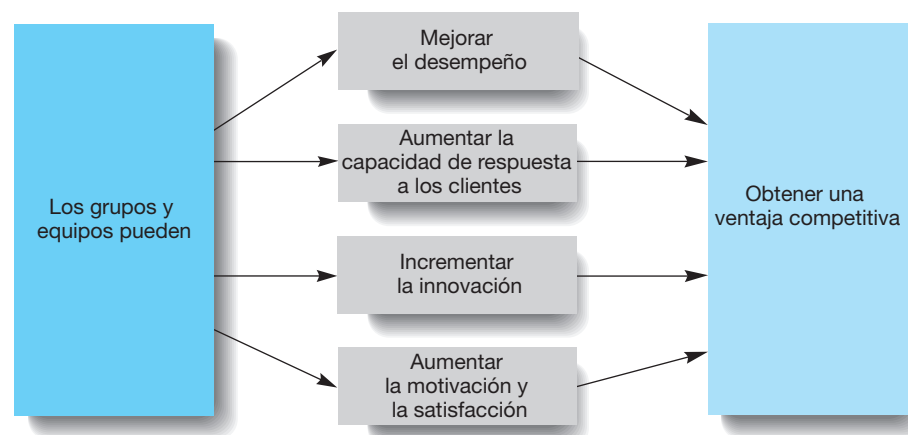 Los grupos y
equipos pueden
Mejorar
el desempeño
Aumentar la
capacidad de respuesta
a los clientes
Incrementar
la innovación
Aumentar
la motivación y
la satisfacción
Obtener una
ventaja competitiva